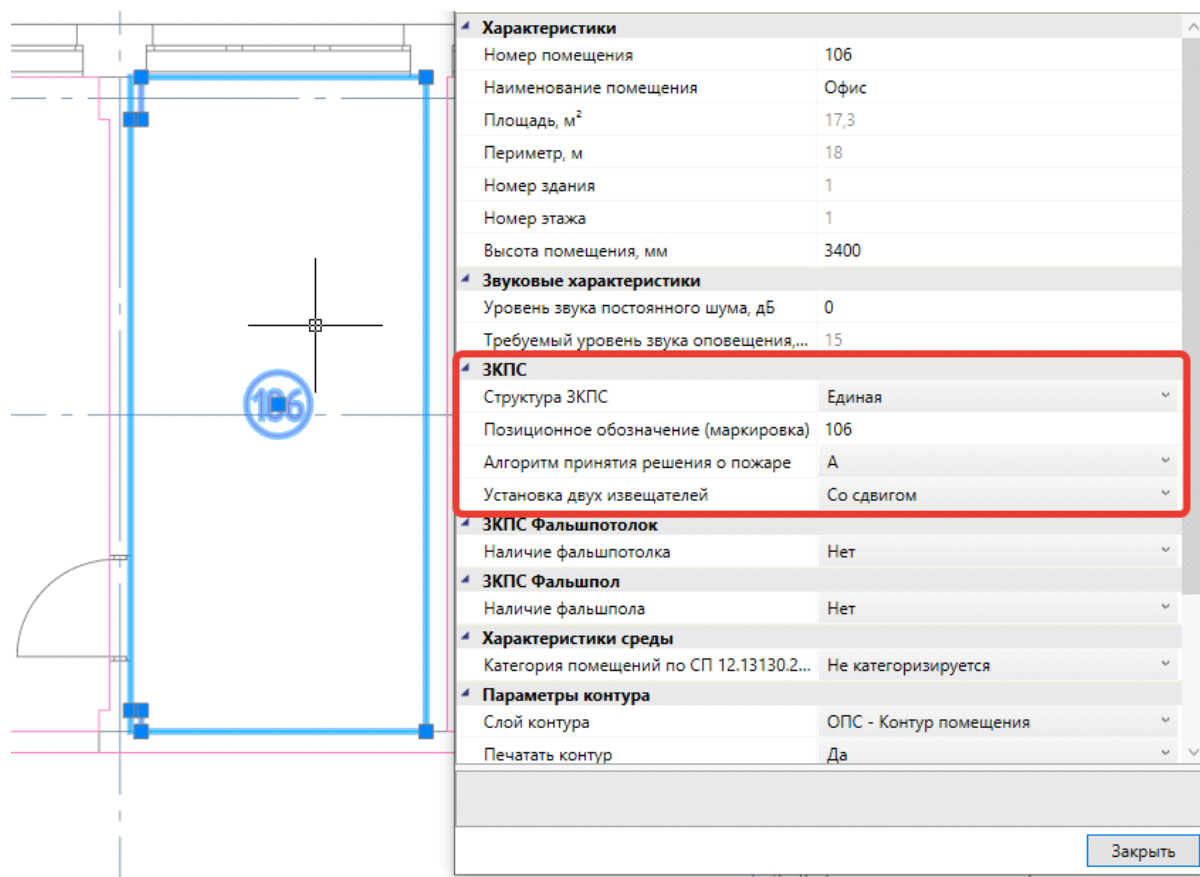 Характеристики
Номер помещения 106
Наименование помещения Офис
Площадь, м² 17,3
Периметр, м 18
Номер здания 1
Номер этажа 1
Высота помещения, мм 3400
Звуковые характеристики
Уровень звука постоянного шума, дБ 0
Требуемый уровень звука оповещения,... 15
ЗКПС
Структура ЗКПС Единая
106
Позиционное обозначение (маркировка) 106
Алгоритм принятия решения о пожаре A
Установка двух извещателей Со сдвигом
ЗКПС Фальшпотолок
Наличие фальшпотолка Нет
ЗКПС Фальшпол
Наличие фальшпола Нет
Характеристики среды
Категория помещений по СП 12.13130.2... Не категоризируется
Параметры контура
Слой контура ОПС - Контур помещения
Печатать контур Да
Закрыть